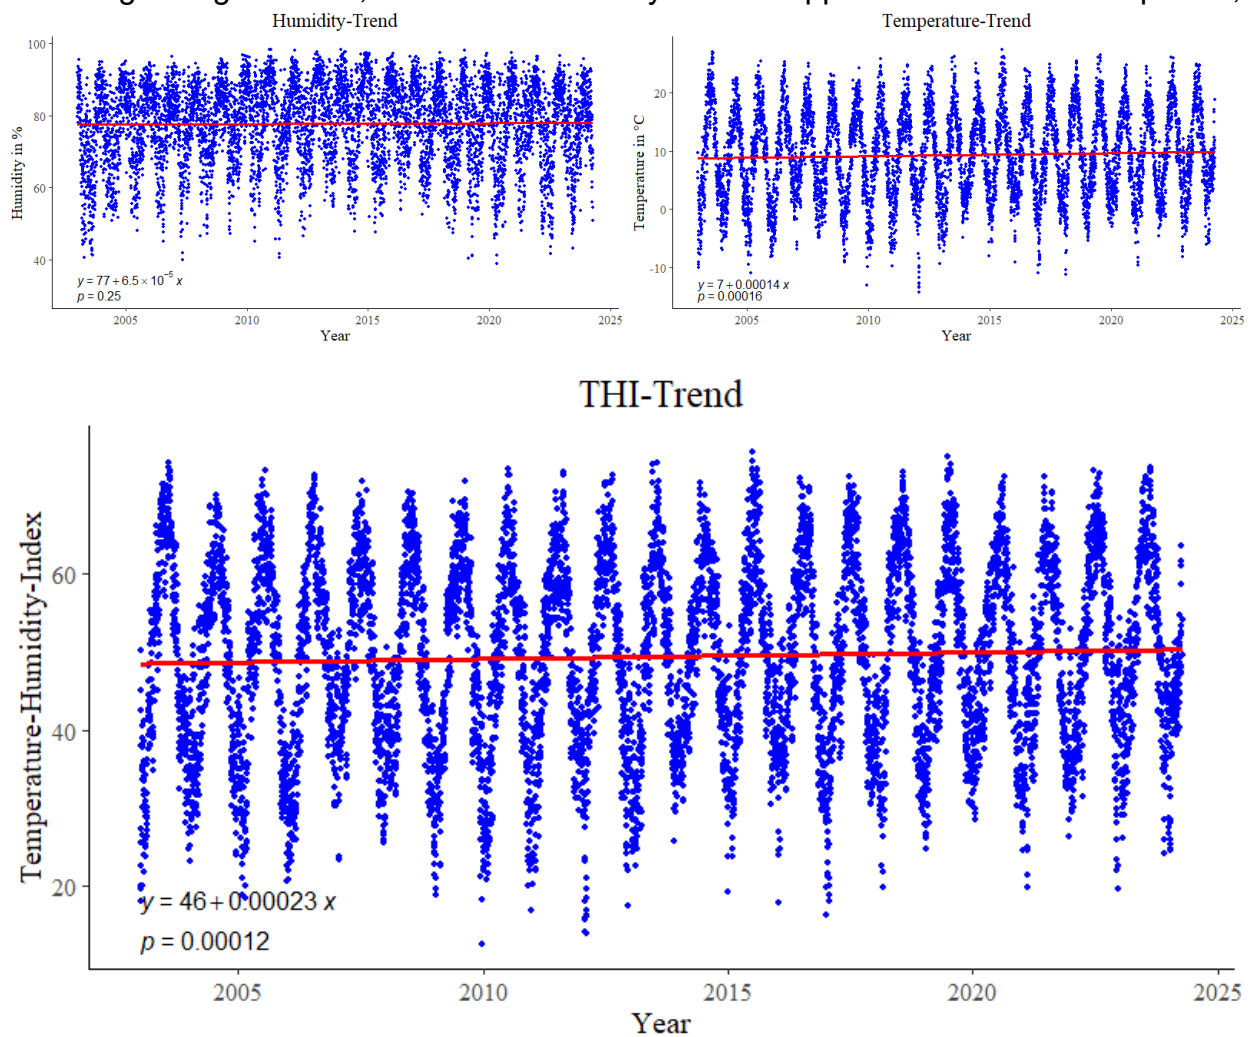 Humidity-Trend
Humidity in %
100
80
60
40
y = 77 + 6.5 × 10⁻⁵ x
p = 0.25
2005 2010 2015 2020 2025
Year
Temperature-Trend
Temperature in °C
20
10
0
-10
y = 7 + 0.00014 x
p = 0.00016
2005 2010 2015 2020 2025
Year
THI-Trend
Temperature-Humidity-Index
60
40
20
y = 46 + 0.00023 x
p = 0.00012
2005 2010 2015 2020 2025
Year